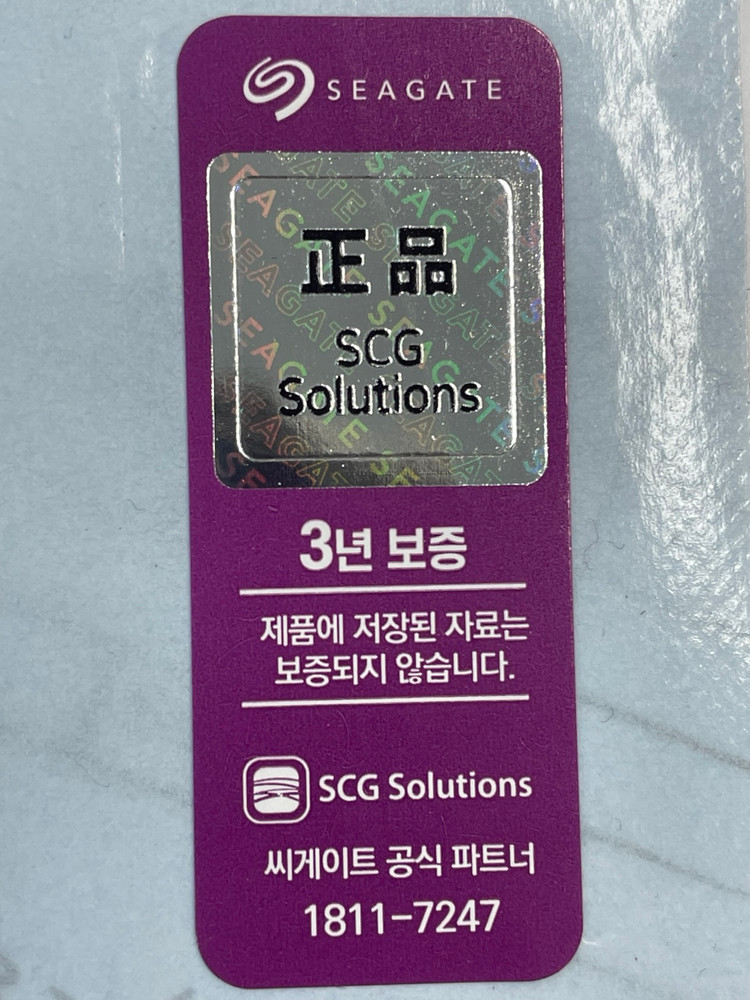 SEAGATE
正品
SCG
Solutions
3년 보증
제품에 저장된 자료는
보증되지 않습니다.
SCG Solutions
씨게이트 공식 파트너
1811-7247